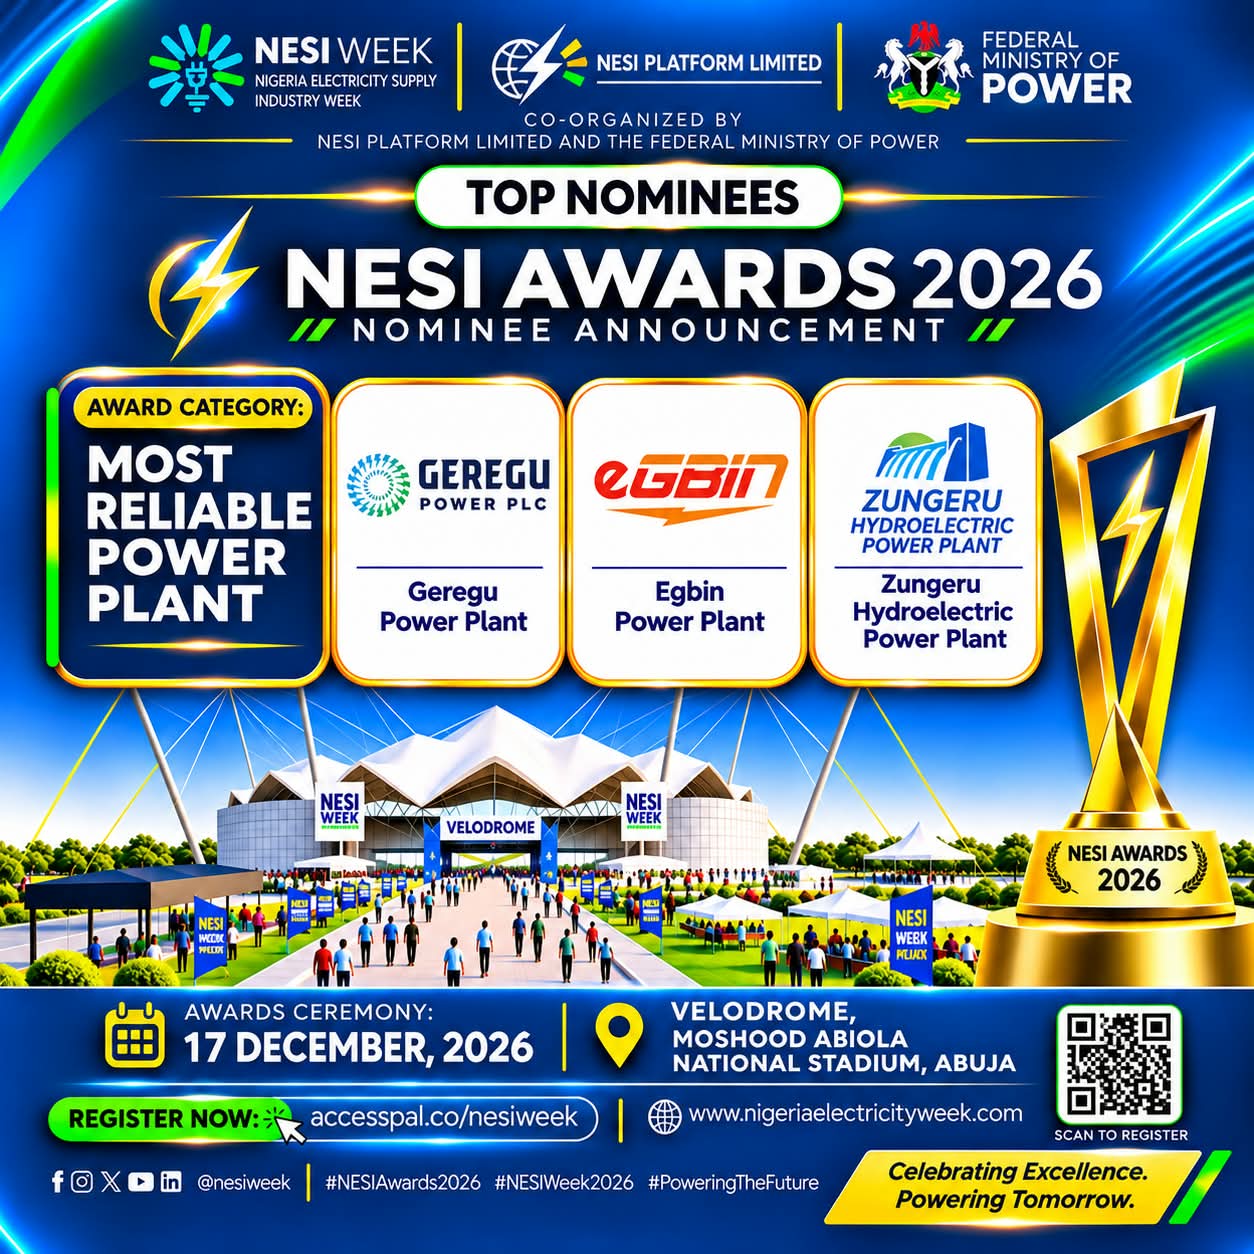 NESI WEEK
NIGERIA ELECTRICITY SUPPLY
INDUSTRY WEEK
NESI PLATFORM LIMITED
FEDERAL
MINISTRY OF
POWER
CO-ORGANIZED BY
NESI PLATFORM LIMITED AND THE FEDERAL MINISTRY OF POWER
TOP NOMINEES
NESI AWARDS 2026
NOMINEE ANNOUNCEMENT
AWARD CATEGORY:
MOST
RELIABLE
POWER
PLANT
GEREGU
POWER PLC
Geregu
Power Plant
eGBIN
Egbin
Power Plant
ZUNGERU
HYDROELECTRIC
POWER PLANT
Zungeru
Hydroelectric
Power Plant
NESI
WEEK
NESI
WEEK
VELODROME
NESI AWARDS
2026
NESI
WEEK
NESI
WEEK
AWARDS CEREMONY:
17 DECEMBER, 2026
VELODROME,
MOSHOOD ABIOLA
NATIONAL STADIUM, ABUJA
REGISTER NOW:
accesspal.co/nesiweek
www.nigeriaelectricityweek.com
SCAN TO REGISTER
@nesiweek
#NESIAwards2026 #NESIWeek2026 #PoweringTheFuture
Celebrating Excellence.
Powering Tomorrow.